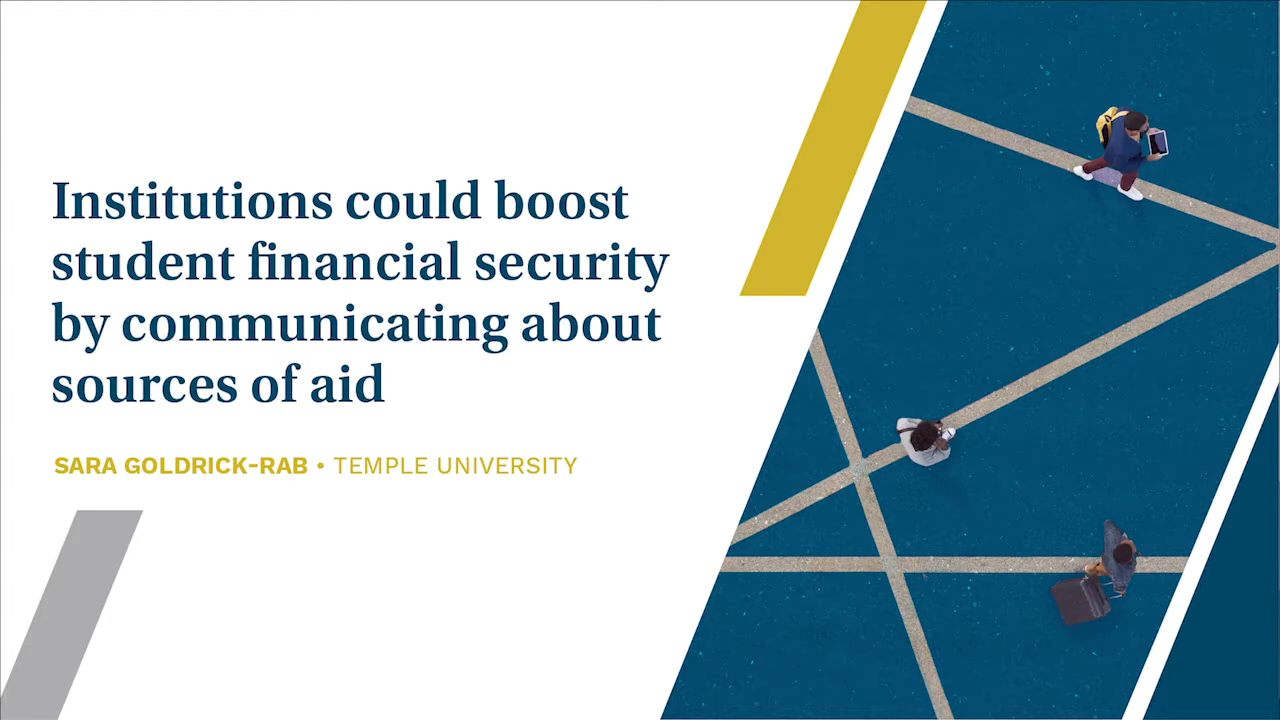 Institutions could boost
student financial security
by communicating about
sources of aid
SARA GOLDRICK-RAB • TEMPLE UNIVERSITY